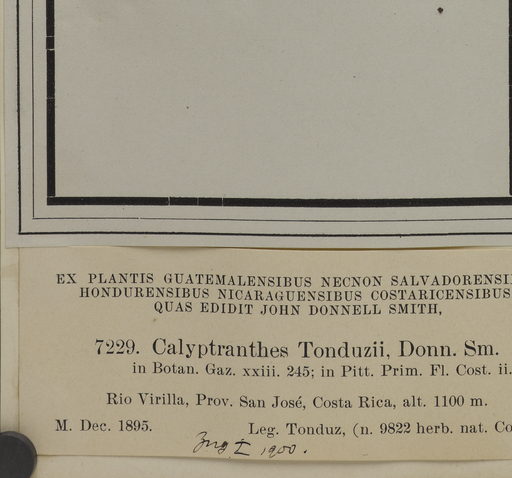 EX PLANTIS GUATEMALENSIBUS NECNON SALVADORENSI
HONDURENSIBUS NICARAGUENSIBUS COSTARICENSIBUS
QUAS EDIDIT JOHN DONNELL SMITH,
7229. Calyptranthes Tonduzii, Donn. Sm.
in Botan. Gaz. xxiii. 245; in Pitt. Prim. Fl. Cost. ii.
Rio Virilla, Prov. San José, Costa Rica, alt. 1100 m.
M. Dec. 1895. Leg. Tonduz, (n. 9822 herb. nat. Co
1900.